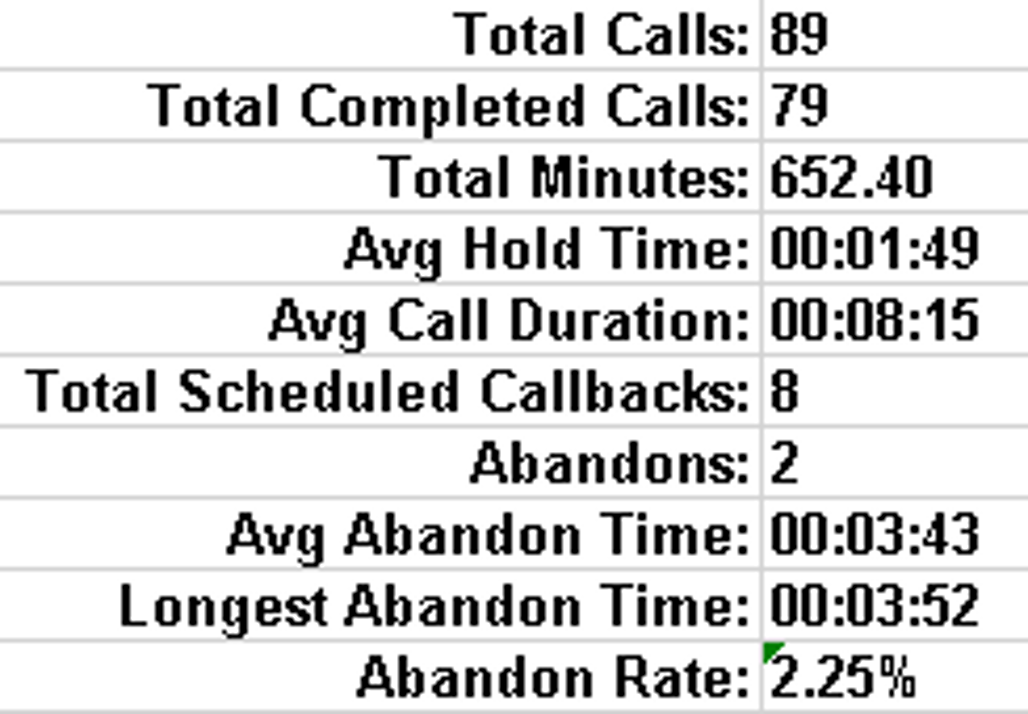 Total Calls: 89
Total Completed Calls: 79
Total Minutes: 652.40
Avg Hold Time: 00:01:49
Avg Call Duration: 00:08:15
Total Scheduled Callbacks: 8
Abandons: 2
Avg Abandon Time: 00:03:43
Longest Abandon Time: 00:03:52
Abandon Rate: 2.25%